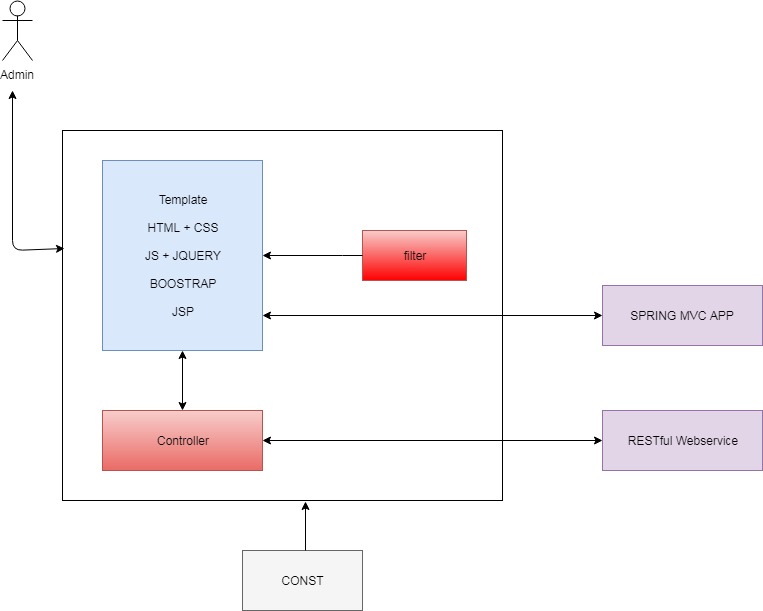 Admin
Template
HTML + CSS
JS + JQUERY
BOOSTRAP
JSP
filter
SPRING MVC APP
Controller
RESTful Webservice
CONST